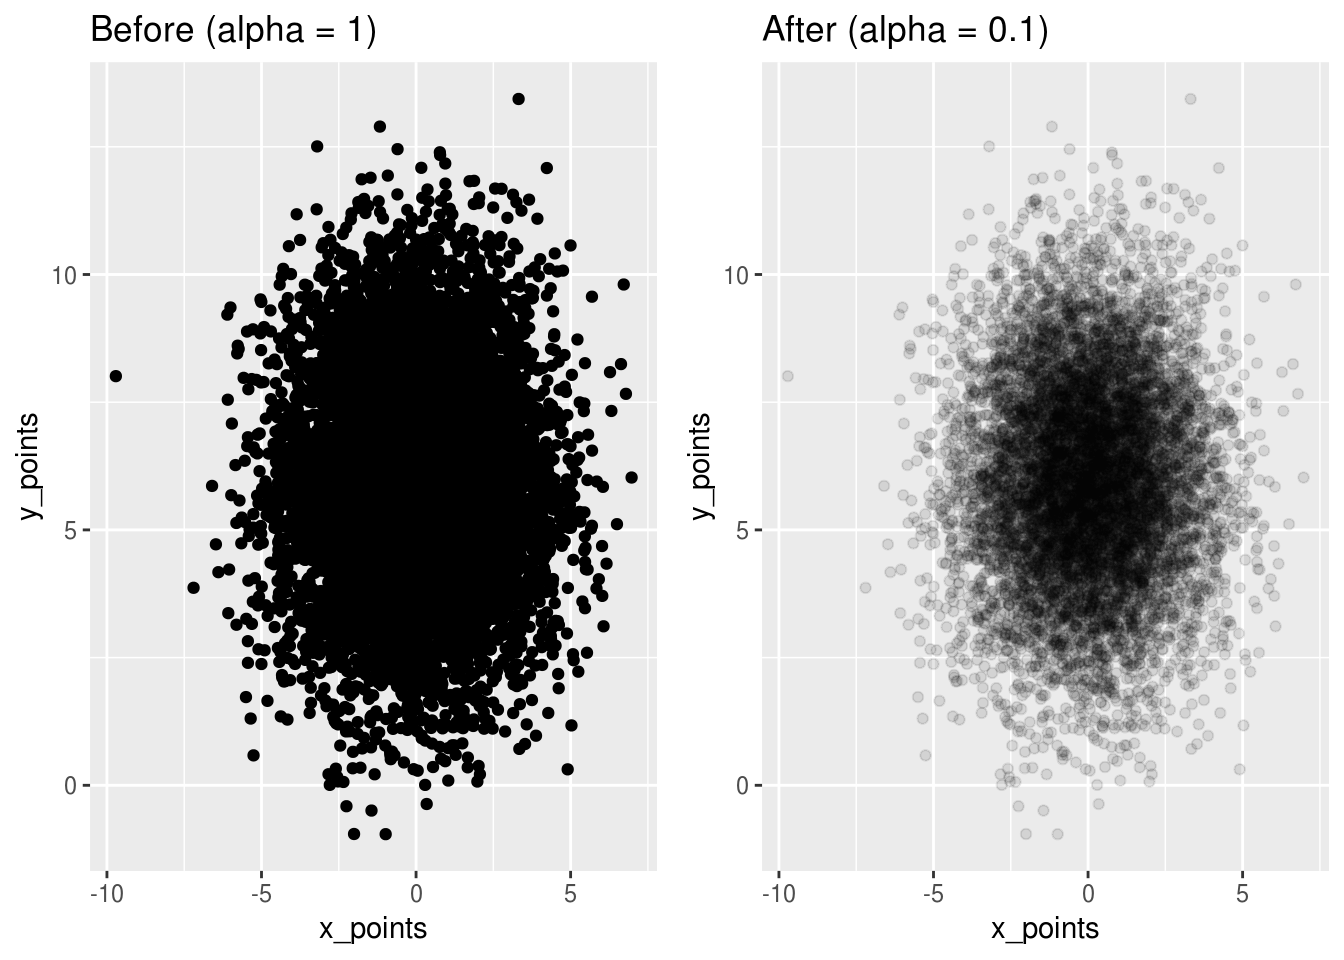 Before (alpha = 1)
y_points
10
5
0
-10 -5 0 5
x_points
After (alpha = 0.1)
y_points
10
5
0
-10 -5 0 5
x_points